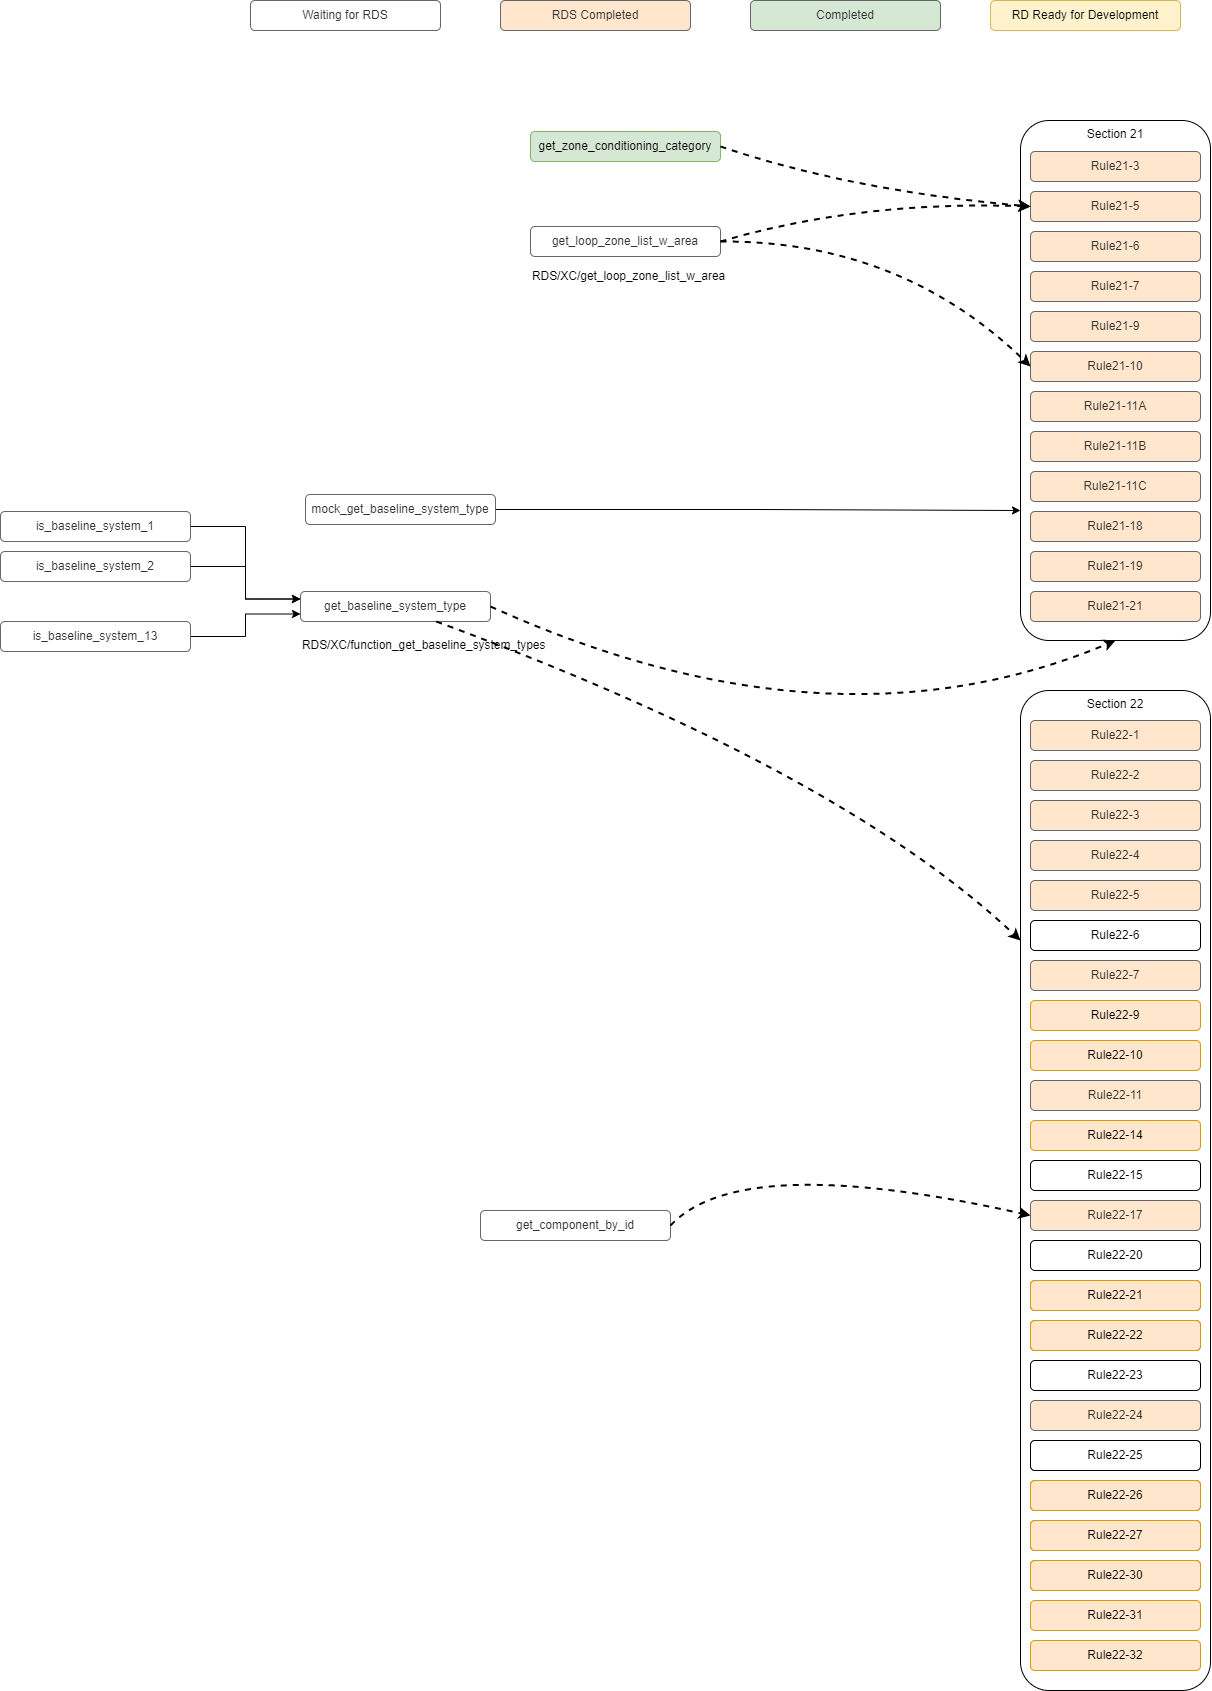 Waiting for RDS
RDS Completed
Completed
RD Ready for Development
get_zone_conditioning_category
get_loop_zone_list_w_area
RDS/XC/get_loop_zone_list_w_area
mock_get_baseline_system_type
is_baseline_system_1
is_baseline_system_2
is_baseline_system_13
get_baseline_system_type
RDS/XC/function_get_baseline_system_types
get_component_by_id
Section 21
Rule21-3
Rule21-5
Rule21-6
Rule21-7
Rule21-9
Rule21-10
Rule21-11A
Rule21-11B
Rule21-11C
Rule21-18
Rule21-19
Rule21-21
Section 22
Rule22-1
Rule22-2
Rule22-3
Rule22-4
Rule22-5
Rule22-6
Rule22-7
Rule22-9
Rule22-10
Rule22-11
Rule22-14
Rule22-15
Rule22-17
Rule22-20
Rule22-21
Rule22-22
Rule22-23
Rule22-24
Rule22-25
Rule22-26
Rule22-27
Rule22-30
Rule22-31
Rule22-32